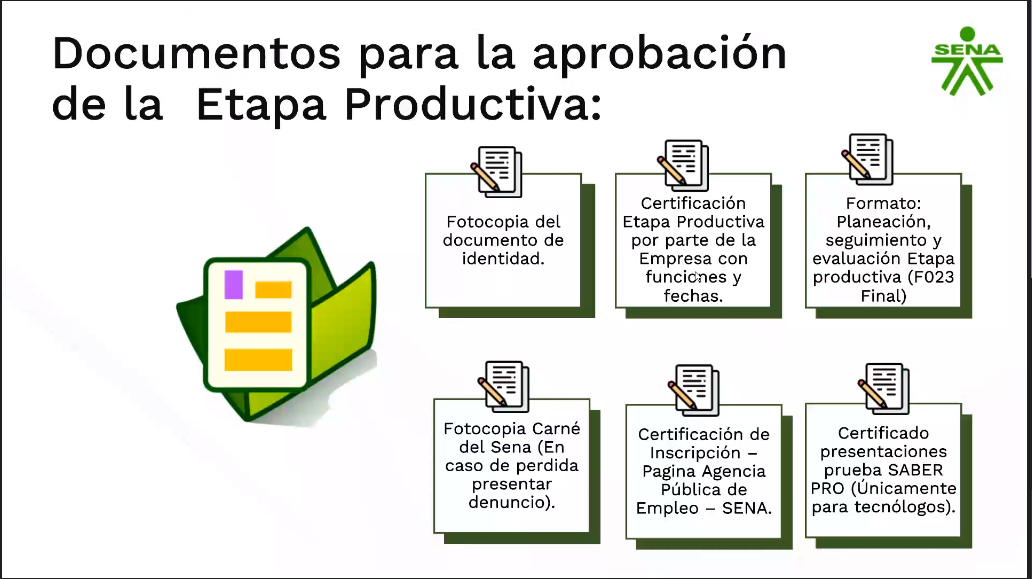 Documentos para la aprobación
de la Etapa Productiva:
SENA
Fotocopia del
documento de
identidad.
Certificación
Etapa Productiva
por parte de la
Empresa con
funciones y
fechas.
Formato:
Planeación,
seguimiento y
evaluación Etapa
productiva (F023
Final)
Fotocopia Carné
del Sena (En
caso de perdida
presentar
denuncio).
Certificación de
Inscripción –
Pagina Agencia
Pública de
Empleo – SENA.
Certificado
presentaciones
prueba SABER
PRO (Únicamente
para tecnólogos).